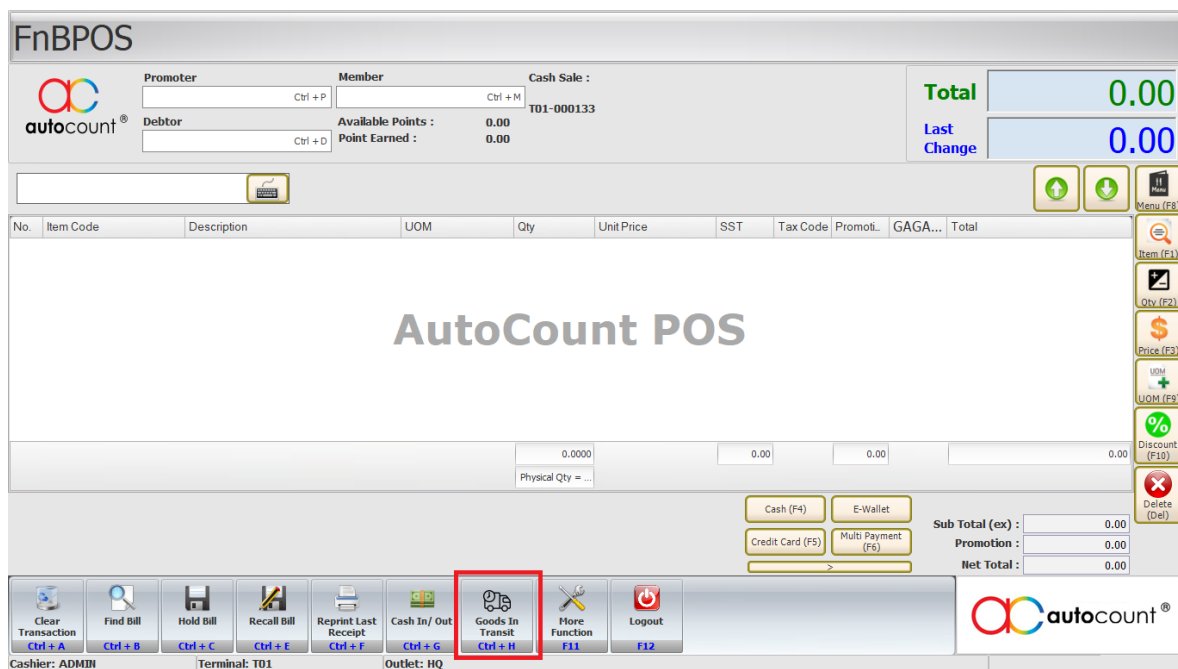 FnBPOS
Promoter
Ctrl +P
Member
Ctrl +M
Cash Sale :
T01-000133
autocount ®
Debtor
Ctrl +D
Available Points : 0.00
Point Earned : 0.00
Total 0.00
Last Change 0.00
Menu
Menu (F8)
No. Item Code Description UOM Qty Unit Price SST Tax Code Promoti... GAGA... Total
Item (F1)
Qty (F2)
Price (F3)
UOM
UOM (F9)
Discount (F10)
Delete (Del)
AutoCount POS
0.0000 0.00 0.00 0.00
Physical Qty = ...
Cash (F4) E-Wallet
Credit Card (F5) Multi Payment (F6)
>
Sub Total (ex) : 0.00
Promotion : 0.00
Net Total : 0.00
Clear Transaction
Ctrl + A
Find Bill
Ctrl + B
Hold Bill
Ctrl + C
Recall Bill
Ctrl + E
Reprint Last Receipt
Ctrl + F
Cash In/ Out
Ctrl + G
Goods In Transit
Ctrl + H
More Function
F11
Logout
F12
autocount ®
Cashier: ADMIN Terminal: T01 Outlet: HQ